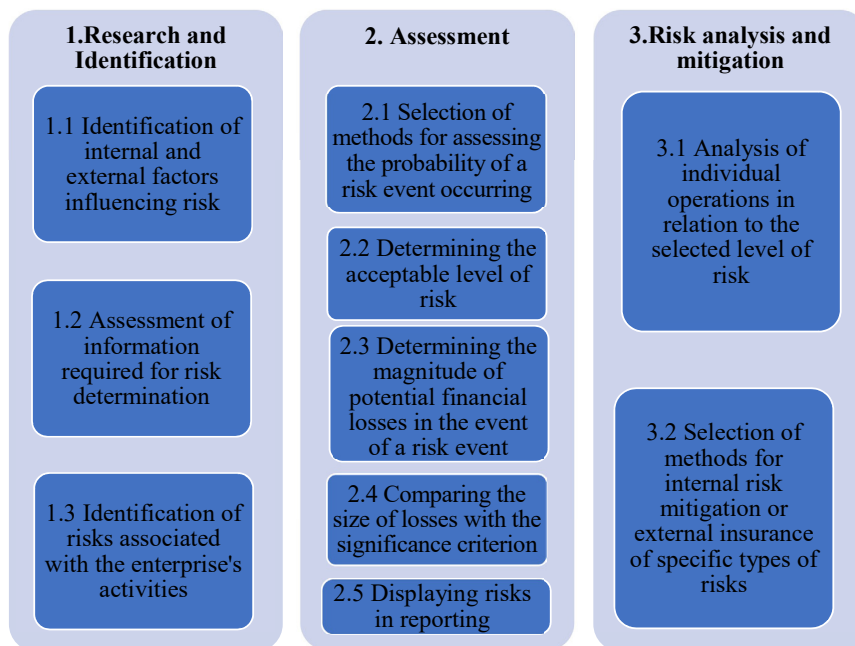 1.Research and
Identification
1.1 Identification of
internal and
external factors
influencing risk
1.2 Assessment of
information
required for risk
determination
1.3 Identification of
risks associated
with the enterprise's
activities
2. Assessment
2.1 Selection of
methods for assessing
the probability of a
risk event occurring
2.2 Determining the
acceptable level of
risk
2.3 Determining the
magnitude of
potential financial
losses in the event
of a risk event
2.4 Comparing the
size of losses with the
significance criterion
2.5 Displaying risks
in reporting
3.Risk analysis and
mitigation
3.1 Analysis of
individual
operations in
relation to the
selected level of
risk
3.2 Selection of
methods for
internal risk
mitigation or
external insurance
of specific types of
risks